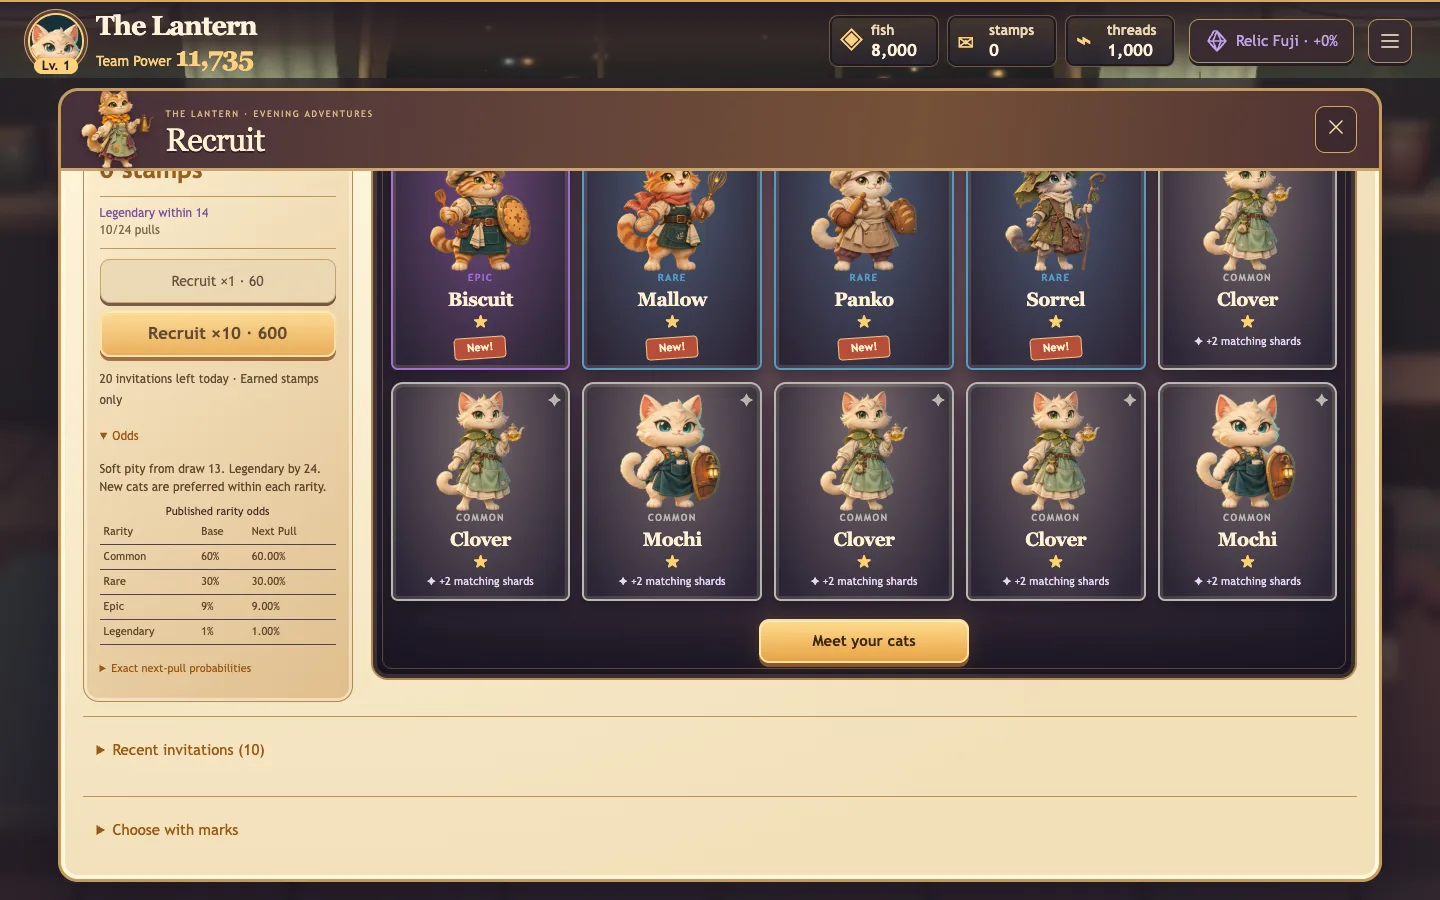 The Lantern
Team Power 11,735
Lv. 1
fish
8,000
stamps
0
threads
1,000
Relic Fuji · +0%
THE LANTERN · EVENING ADVENTURES
Recruit
0 stamps
Legendary within 14
10/24 pulls
Recruit ×1 · 60
Recruit ×10 · 600
20 invitations left today · Earned stamps
only
▼ Odds
Soft pity from draw 13. Legendary by 24.
New cats are preferred within each rarity.
Published rarity odds
Rarity Base Next Pull
Common 60% 60.00%
Rare 30% 30.00%
Epic 9% 9.00%
Legendary 1% 1.00%
▶ Exact next-pull probabilities
EPIC
Biscuit
New!
RARE
Mallow
New!
RARE
Panko
New!
RARE
Sorrel
New!
COMMON
Clover
+2 matching shards
COMMON
Clover
+2 matching shards
COMMON
Mochi
+2 matching shards
COMMON
Clover
+2 matching shards
COMMON
Clover
+2 matching shards
COMMON
Mochi
+2 matching shards
Meet your cats
▶ Recent invitations (10)
▶ Choose with marks